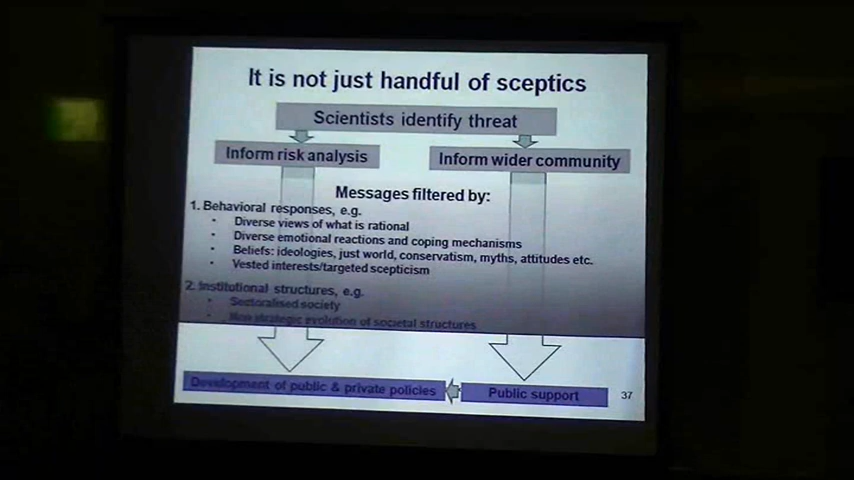 It is not just handful of sceptics
Scientists identify threat
Inform risk analysis
Inform wider community
Messages filtered by:
1. Behavioral responses, e.g.
• Diverse views of what is rational
• Diverse emotional reactions and coping mechanisms
• Beliefs: ideologies, just world, conservatism, myths, attitudes etc.
• Vested interests/targeted scepticism
2. Institutional structures, e.g.
• Sectoralised society
• Non strategic evolution of societal structures
Development of public & private policies
Public support
37